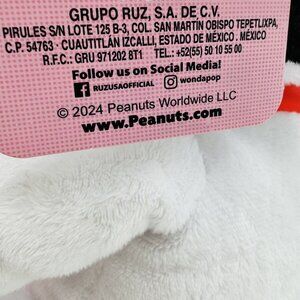 GRUPO RUZ, S.A. DE C.V.
PIRULES S/N LOTE 125 B-3, COL. SAN MARTÍN OBISPO TEPETLIXPA,
C.P. 54763 · CUAUTITLÁN IZCALLI, ESTADO DE MÉXICO · MÉXICO
R.F.C.: GRU 971202 8T1 TEL.: +52(55) 50 10 55 00
Follow us on Social Media!
RUZUSAOFFICIAL wondapop
© 2024 Peanuts Worldwide LLC
www.Peanuts.com